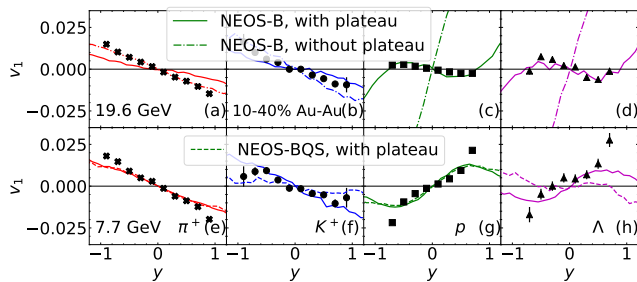 NEOS-B, with plateau
NEOS-B, without plateau
v₁
0.025
0.000
−0.025
19.6 GeV
(a)
10-40% Au-Au
(b)
(c)
(d)
NEOS-BQS, with plateau
v₁
0.025
0.000
−0.025
7.7 GeV
π⁺
(e)
K⁺
(f)
p
(g)
Λ
(h)
−1 0 1
−1 0 1
−1 0 1
−1 0 1
y
y
y
y